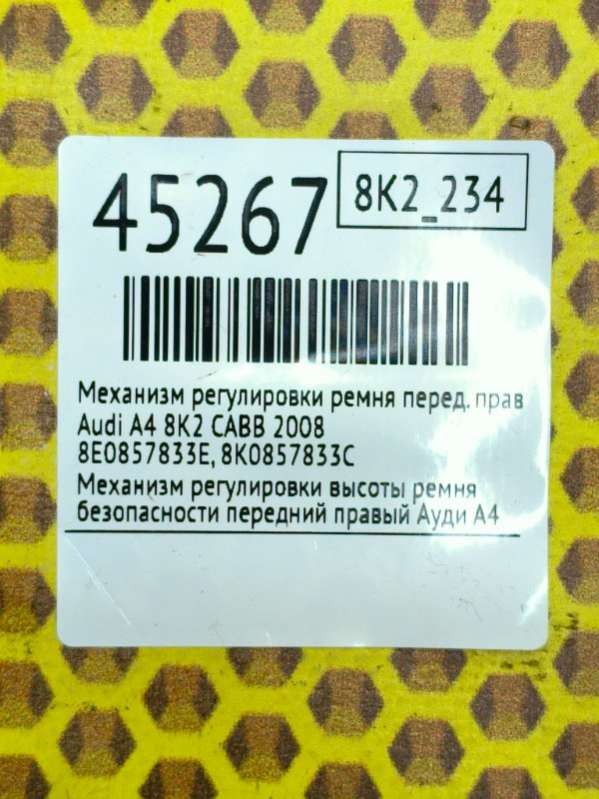 45267
8K2_234
Механизм регулировки ремня перед. прав
Audi A4 8K2 CABB 2008
8E0857833E, 8K0857833C
Механизм регулировки высоты ремня
безопасности передний правый Ауди А4